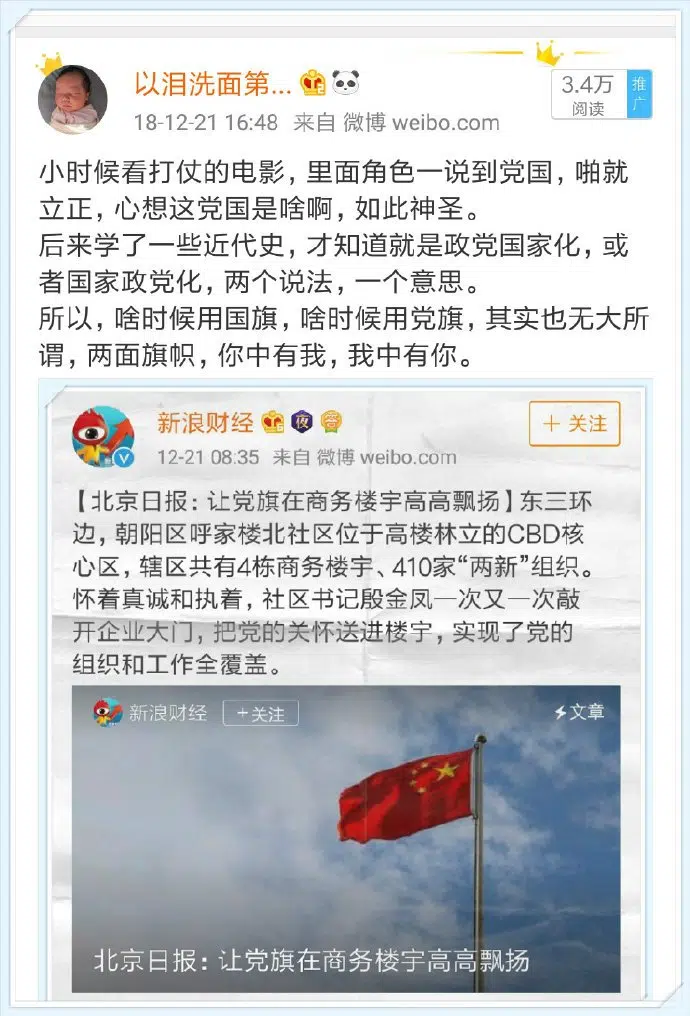 以泪洗面第...
3.4万
阅读
推广
18-12-21 16:48 来自 微博 weibo.com
小时候看打仗的电影，里面角色一说到党国，啪就
立正，心想这党国是啥啊，如此神圣。
后来学了一些近代史，才知道就是政党国家化，或
者国家政党化，两个说法，一个意思。
所以，啥时候用国旗，啥时候用党旗，其实也无大所
谓，两面旗帜，你中有我，我中有你。
新浪财经
夜
V
＋ 关注
12-21 08:35 来自 微博 weibo.com
【北京日报：让党旗在商务楼宇高高飘扬】东三环
边，朝阳区呼家楼北社区位于高楼林立的CBD核
心区，辖区共有4栋商务楼宇、410家“两新”组织。
怀着真诚和执着，社区书记殷金凤一次又一次敲
开企业大门，把党的关怀送进楼宇，实现了党的
组织和工作全覆盖。
新浪财经
+关注
文章
北京日报：让党旗在商务楼宇高高飘扬